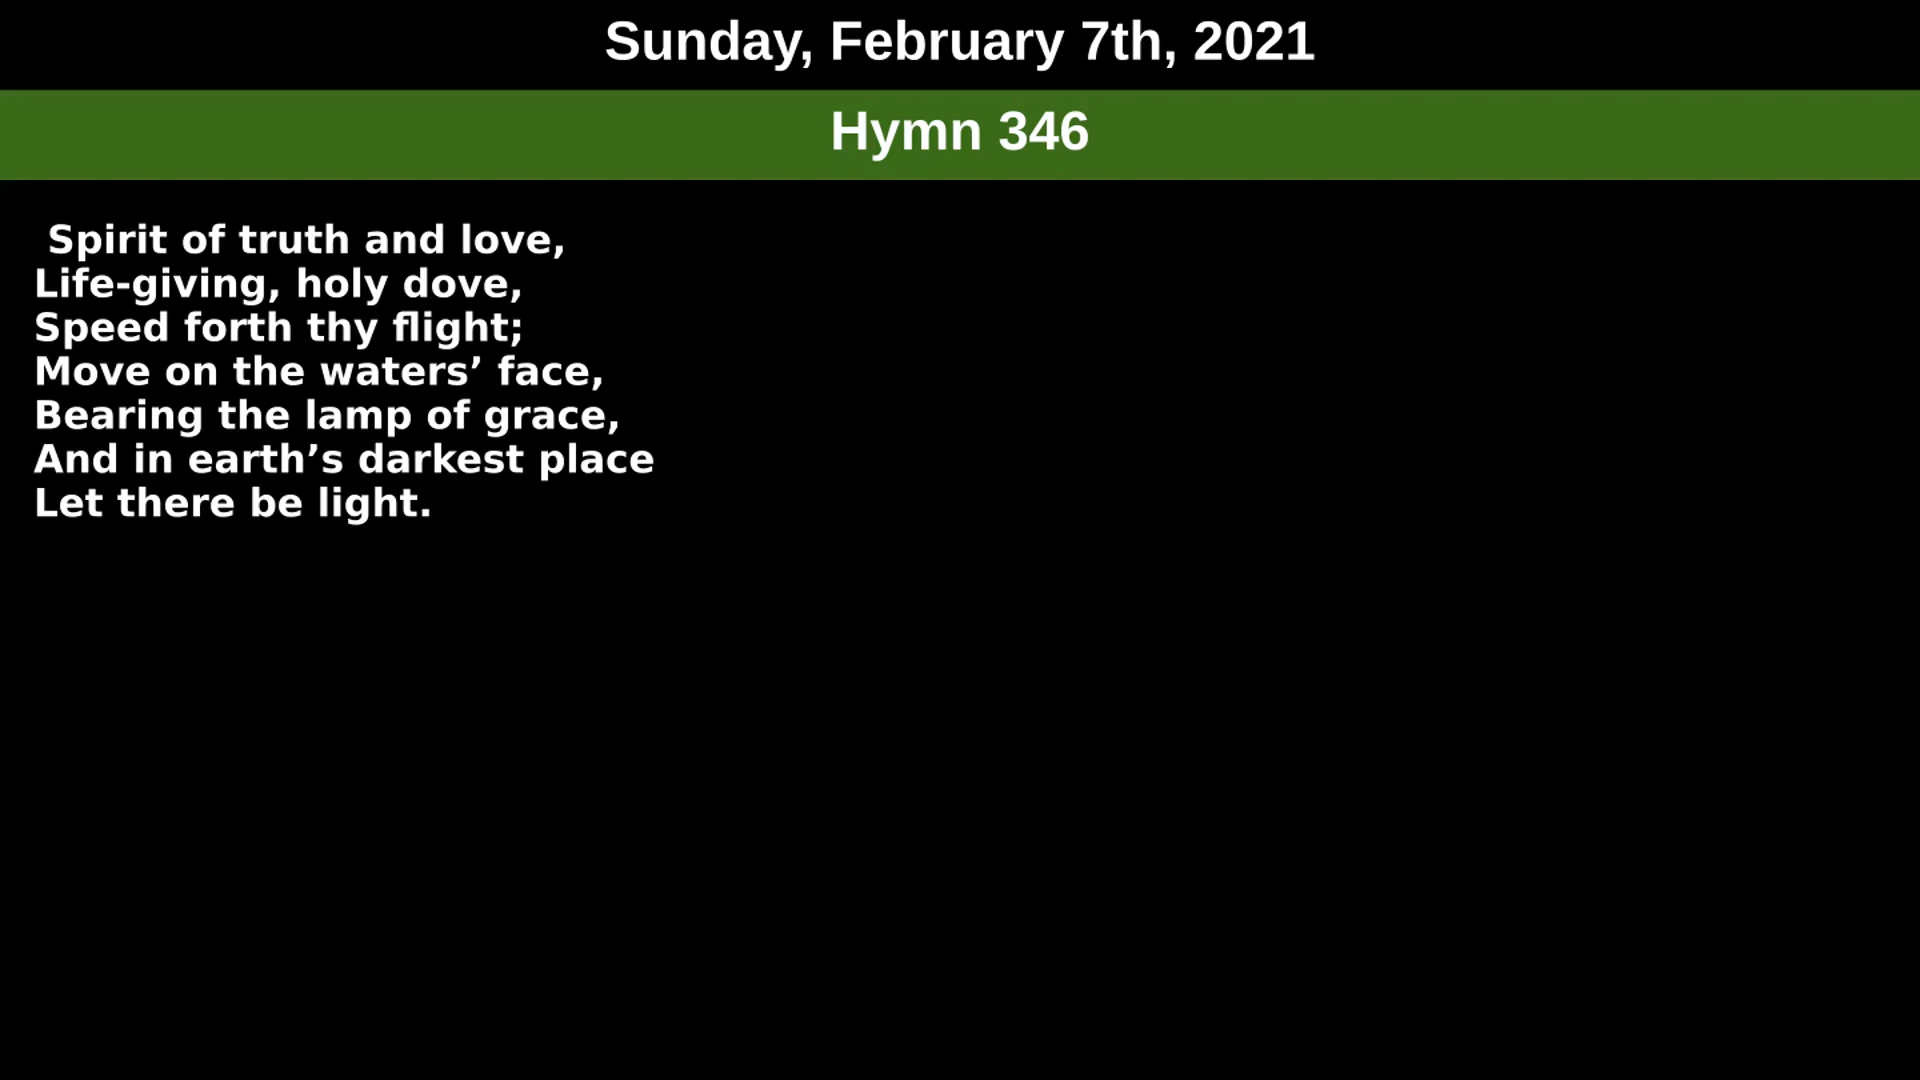 Sunday, February 7th, 2021
Hymn 346
Spirit of truth and love,
Life-giving, holy dove,
Speed forth thy flight;
Move on the waters’ face,
Bearing the lamp of grace,
And in earth’s darkest place
Let there be light.